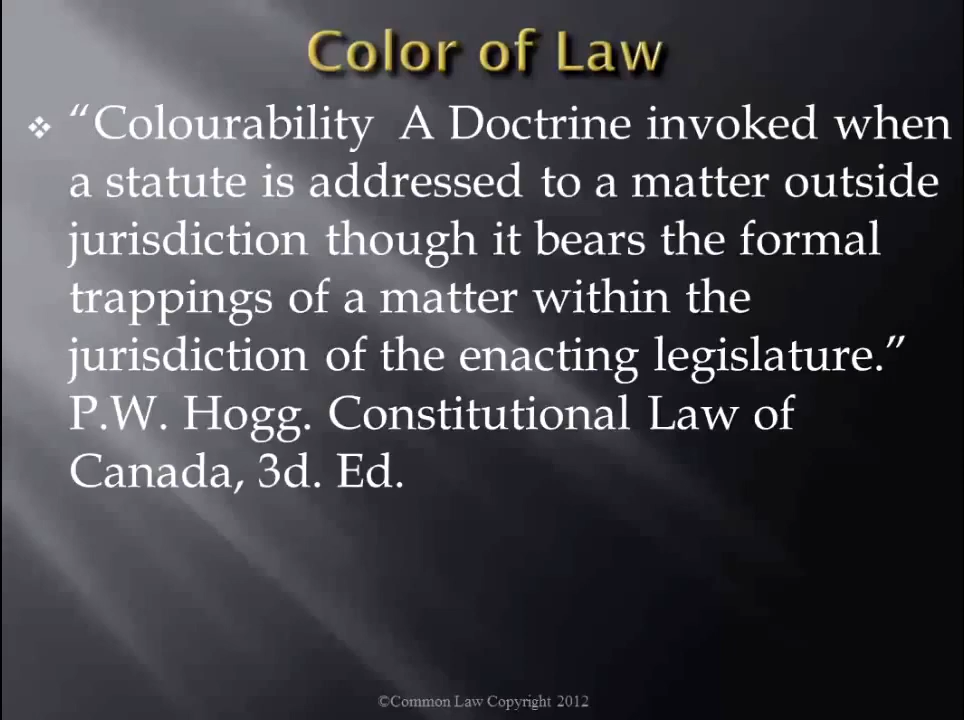 Color of Law
“Colourability A Doctrine invoked when
a statute is addressed to a matter outside
jurisdiction though it bears the formal
trappings of a matter within the
jurisdiction of the enacting legislature.”
P.W. Hogg. Constitutional Law of
Canada, 3d. Ed.
©Common Law Copyright 2012